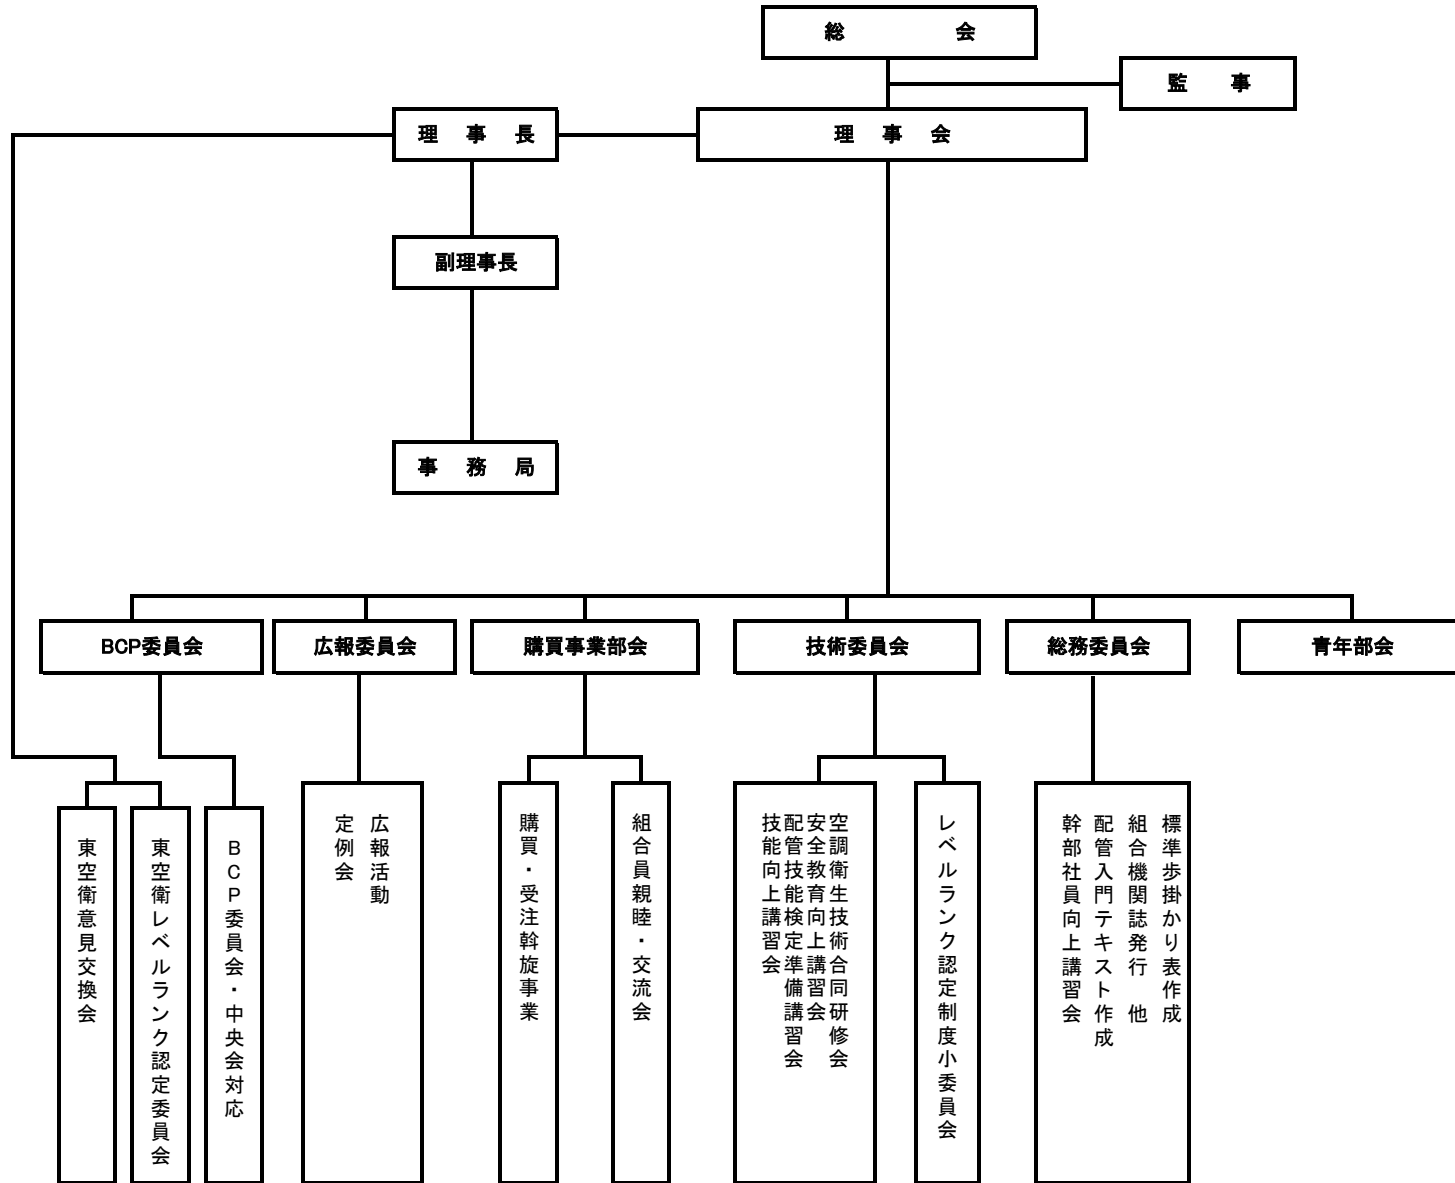 総会
監事
理事長
理事会
副理事長
事務局
BCP委員会
広報委員会
購買事業部会
技術委員会
総務委員会
青年部会
東空衛意見交換会
東空衛レベルランク認定委員会
BCP委員会・中央会対応
広報活動
定例会
購買・受注斡旋事業
組合員親睦・交流会
空調衛生技術合同研修会
安全教育向上講習会
配管技能検定準備講習会
技能向上講習会
レベルランク認定制度小委員会
標準歩掛かり表作成
組合機関誌発行 他
配管入門テキスト作成
幹部社員向上講習会